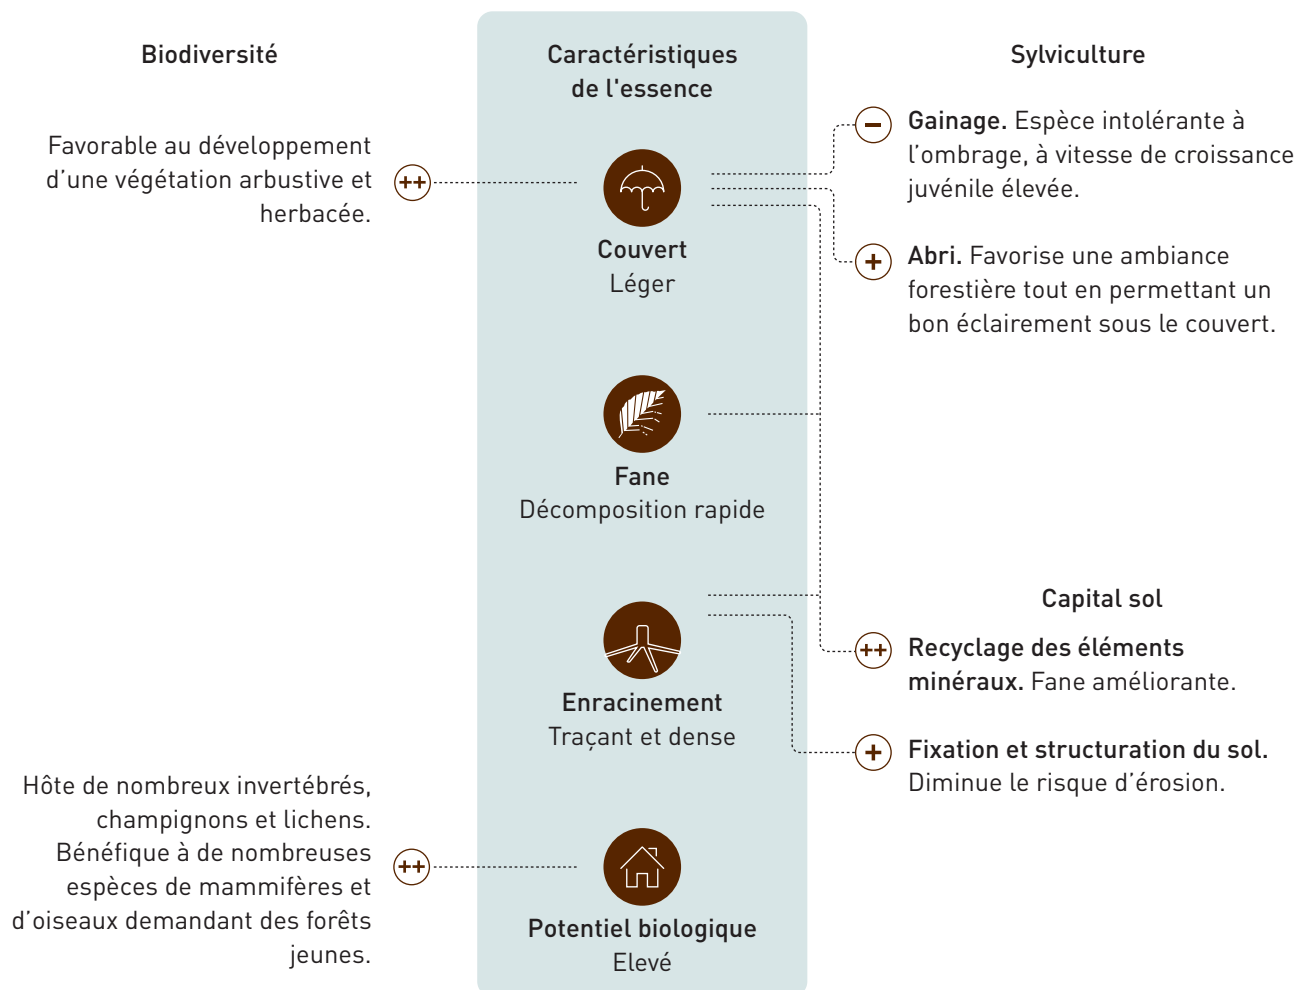 Biodiversité
Favorable au développement
d’une végétation arbustive et
herbacée.
++
Hôte de nombreux invertébrés,
champignons et lichens.
Bénéfique à de nombreuses
espèces de mammifères et
d’oiseaux demandant des forêts
jeunes.
++
Caractéristiques
de l'essence
Couvert
Léger
Fane
Décomposition rapide
Enracinement
Traçant et dense
Potentiel biologique
Elevé
Sylviculture
−
Gainage. Espèce intolérante à
l’ombrage, à vitesse de croissance
juvénile élevée.
+
Abri. Favorise une ambiance
forestière tout en permettant un
bon éclairement sous le couvert.
Capital sol
++
Recyclage des éléments
minéraux. Fane améliorante.
+
Fixation et structuration du sol.
Diminue le risque d’érosion.